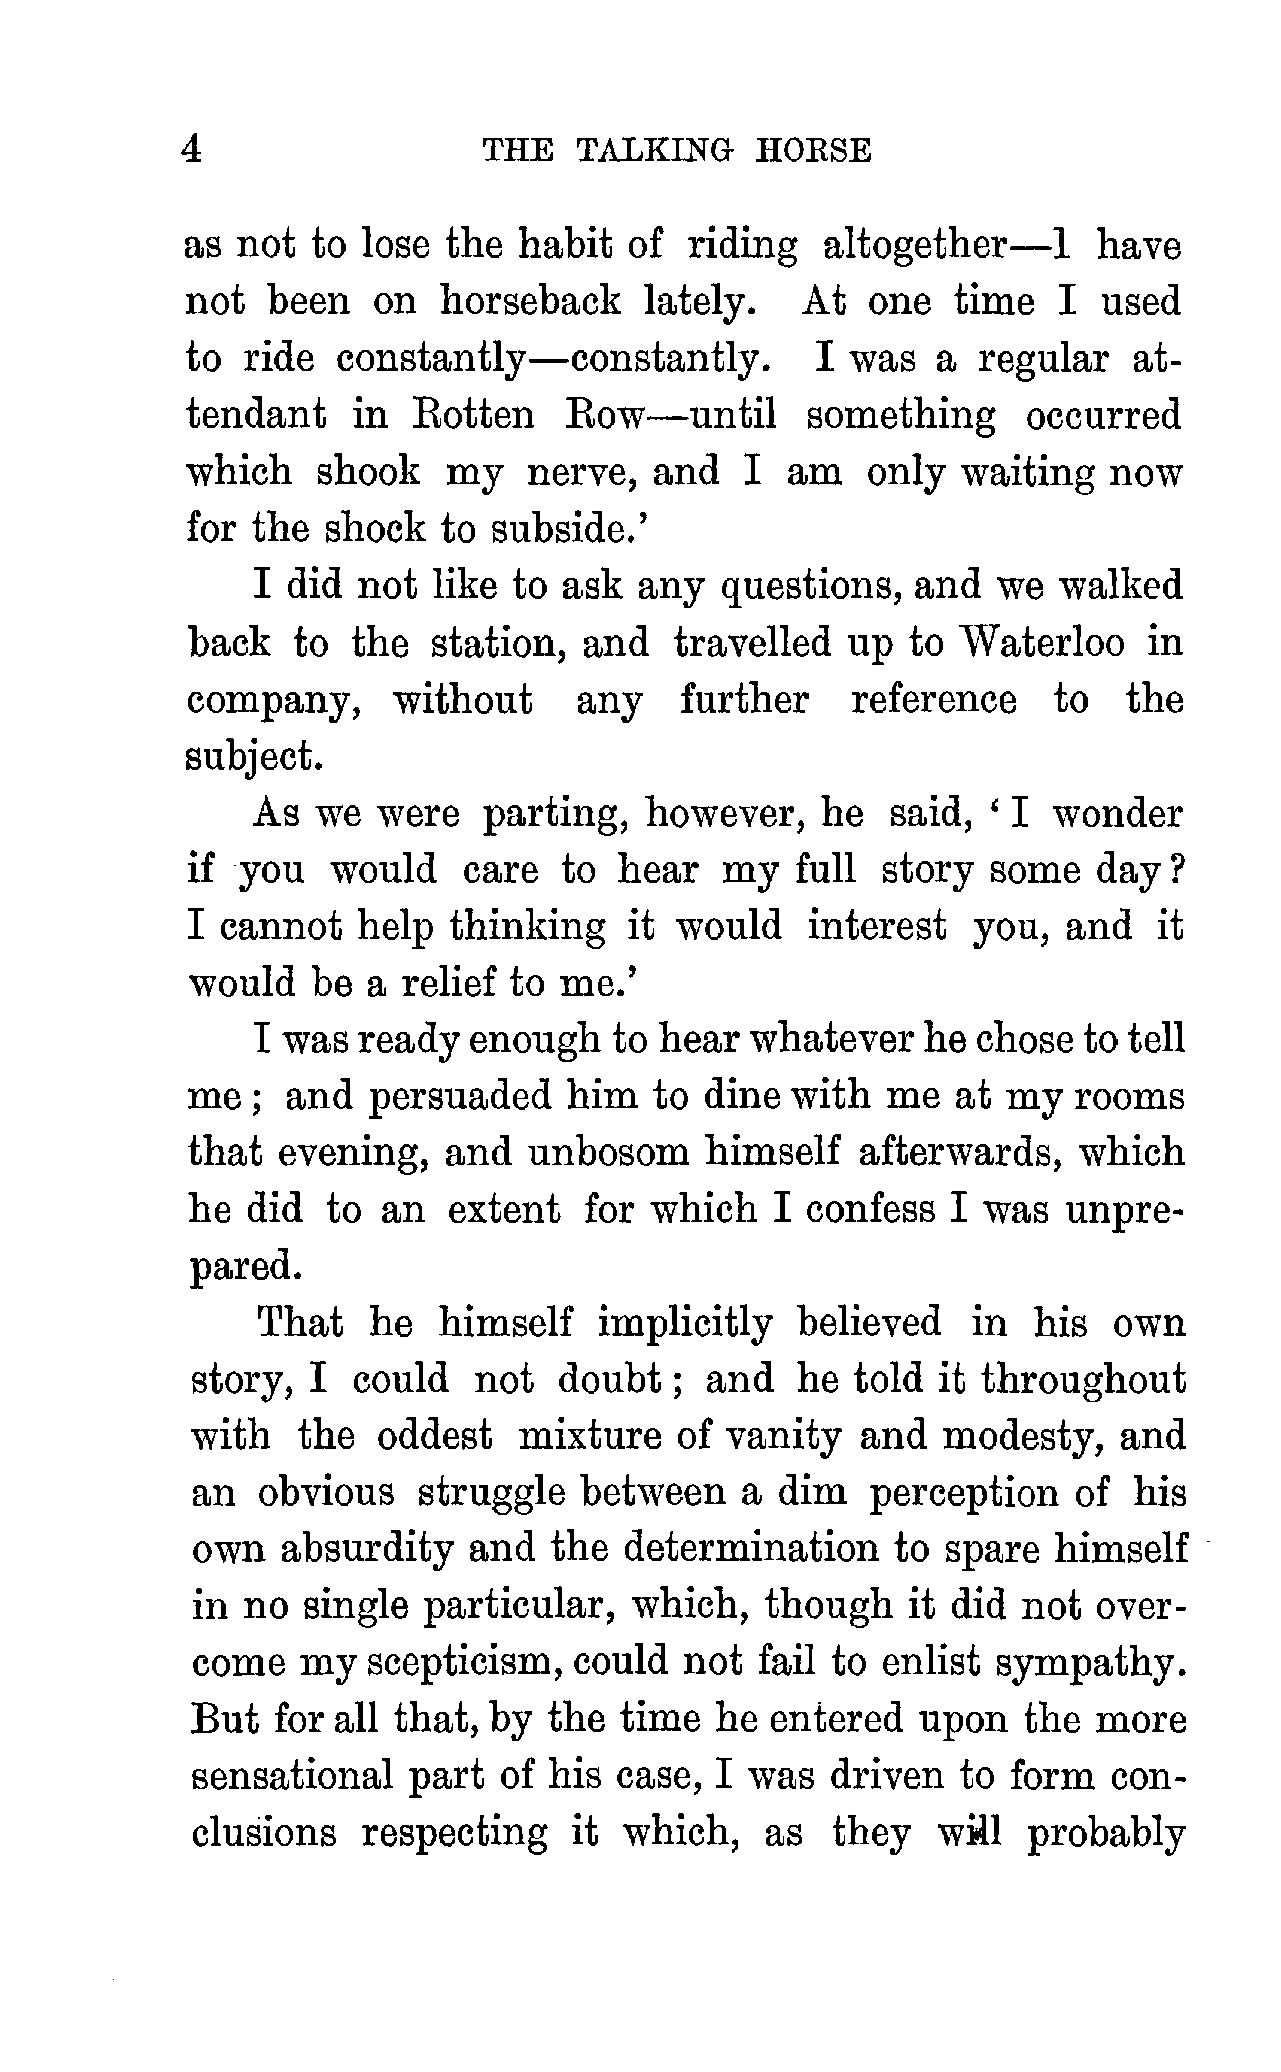 4 THE TALKING HORSE
as not to lose the habit of riding altogether—I have
not been on horseback lately. At one time I used
to ride constantly—constantly. I was a regular at-
tendant in Rotten Row—until something occurred
which shook my nerve, and I am only waiting now
for the shock to subside.’
I did not like to ask any questions, and we walked
back to the station, and travelled up to Waterloo in
company, without any further reference to the
subject.
As we were parting, however, he said, ‘ I wonder
if you would care to hear my full story some day ?
I cannot help thinking it would interest you, and it
would be a relief to me.’
I was ready enough to hear whatever he chose to tell
me ; and persuaded him to dine with me at my rooms
that evening, and unbosom himself afterwards, which
he did to an extent for which I confess I was unpre-
pared.
That he himself implicitly believed in his own
story, I could not doubt ; and he told it throughout
with the oddest mixture of vanity and modesty, and
an obvious struggle between a dim perception of his
own absurdity and the determination to spare himself
in no single particular, which, though it did not over-
come my scepticism, could not fail to enlist sympathy.
But for all that, by the time he entered upon the more
sensational part of his case, I was driven to form con-
clusions respecting it which, as they will probably